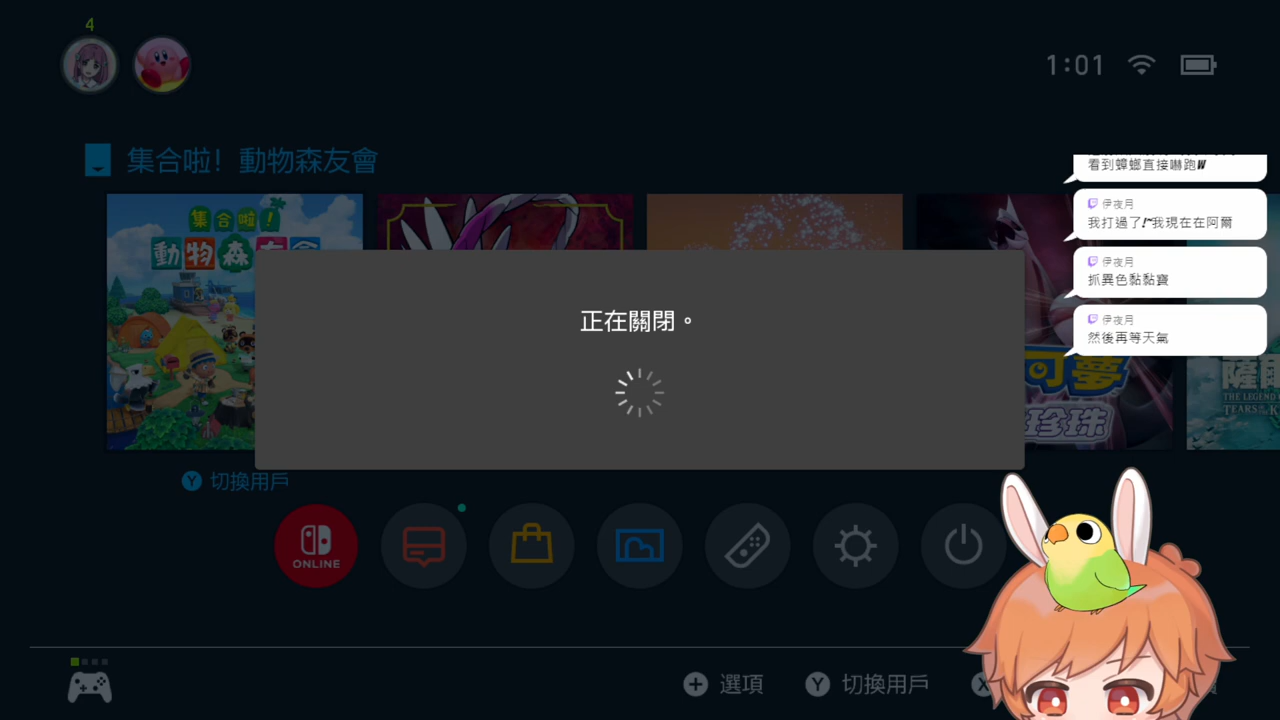 4
1:01
集合啦！動物森友會
看到蟑螂直接嚇跑W
伊夜月
我打過了!~我現在在阿爾
伊夜月
抓異色黏黏寶
伊夜月
然後再等天氣
集合啦！
動物森友會
正在關閉。
可夢
珍珠
薩爾
THE LEGEND
TEARS OF THE K
Y 切換用戶
ONLINE
+ 選項
Y 切換用戶
X